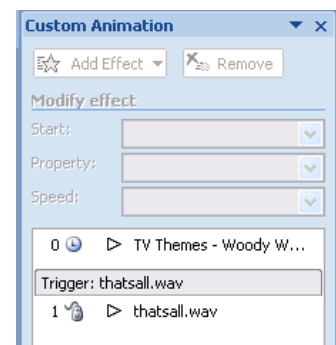 Custom Animation
Add Effect Remove
Modify effect
Start:
Property:
Speed:
0 TV Themes - Woody W...
Trigger: thatsall.wav
1 thatsall.wav